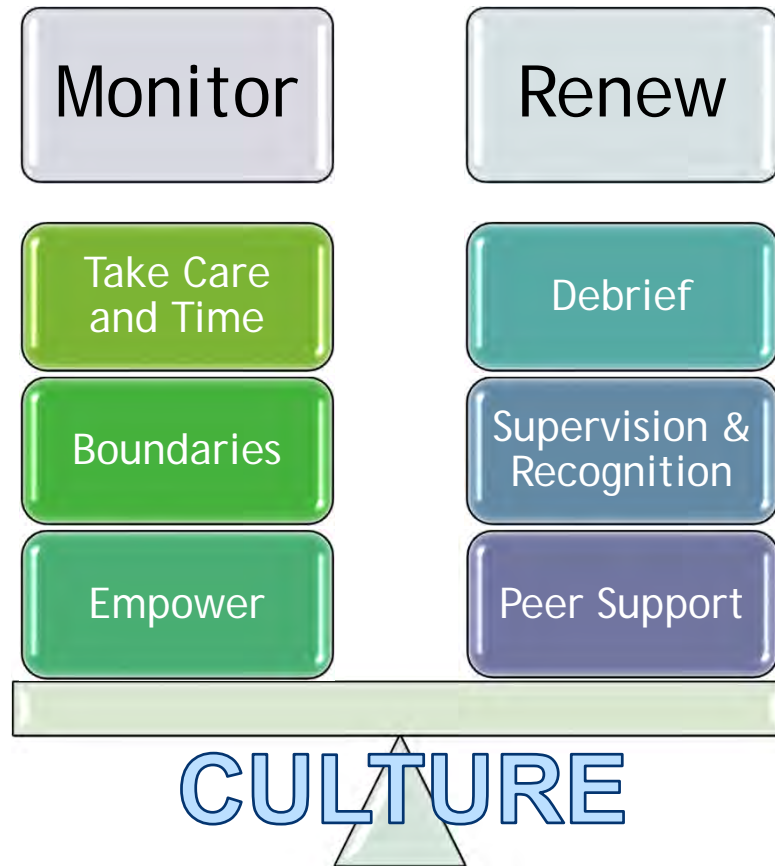 Monitor
Renew
Take Care
and Time
Debrief
Boundaries
Supervision &
Recognition
Empower
Peer Support
CULTURE